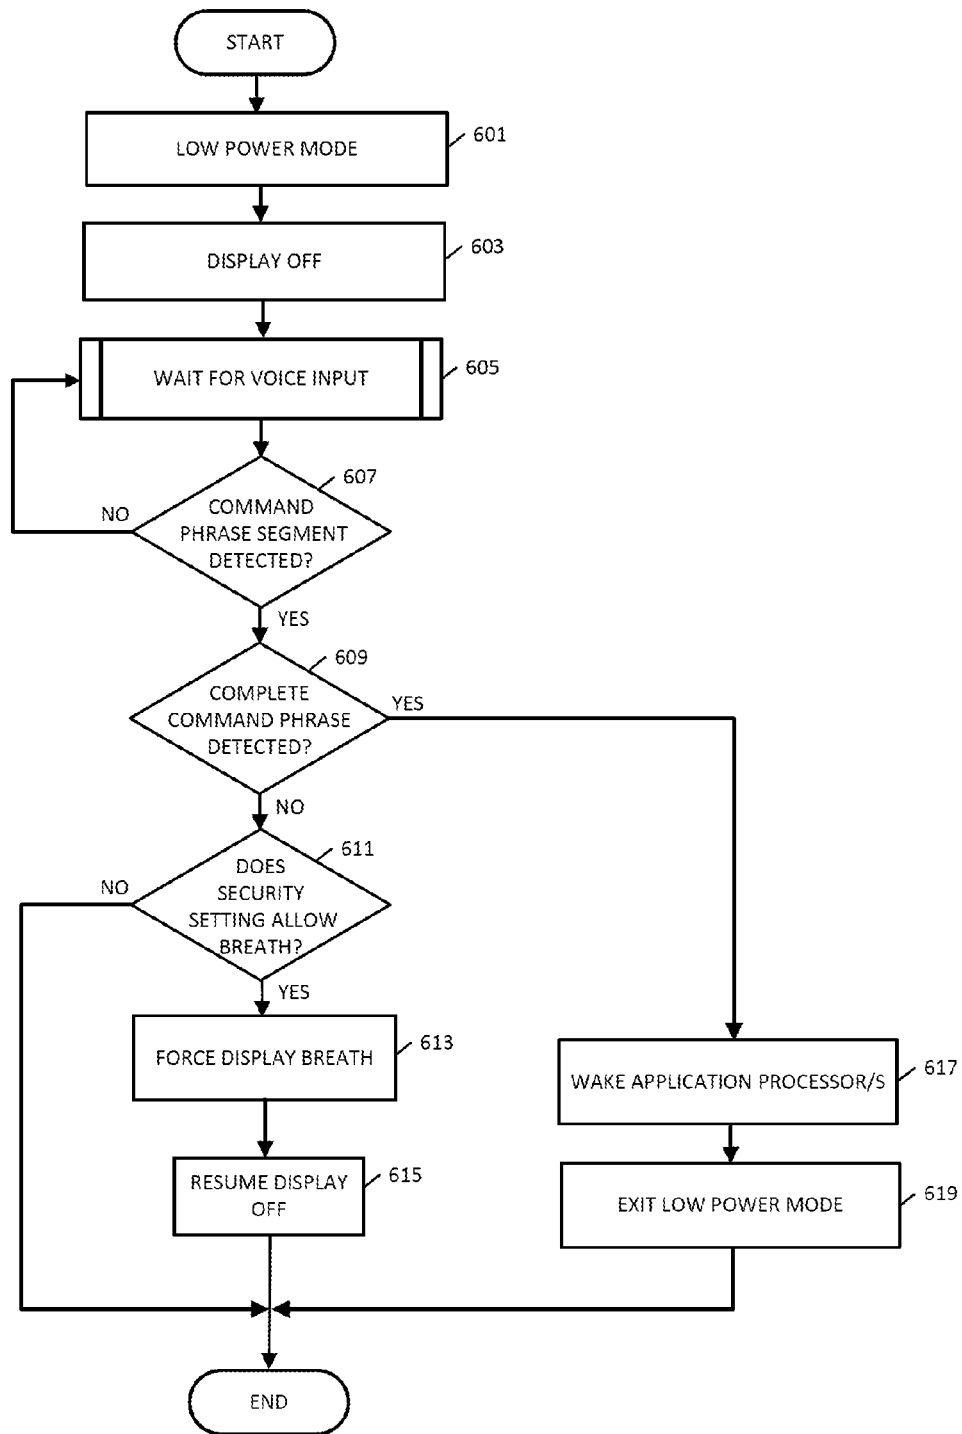 START
LOW POWER MODE
601
DISPLAY OFF
603
WAIT FOR VOICE INPUT
605
607
COMMAND
PHRASE SEGMENT
DETECTED?
NO
YES
609
COMPLETE
COMMAND PHRASE
DETECTED?
YES
NO
611
DOES
SECURITY
SETTING ALLOW
BREATH?
NO
YES
FORCE DISPLAY BREATH
613
RESUME DISPLAY
OFF
615
WAKE APPLICATION PROCESSOR/S
617
EXIT LOW POWER MODE
619
END